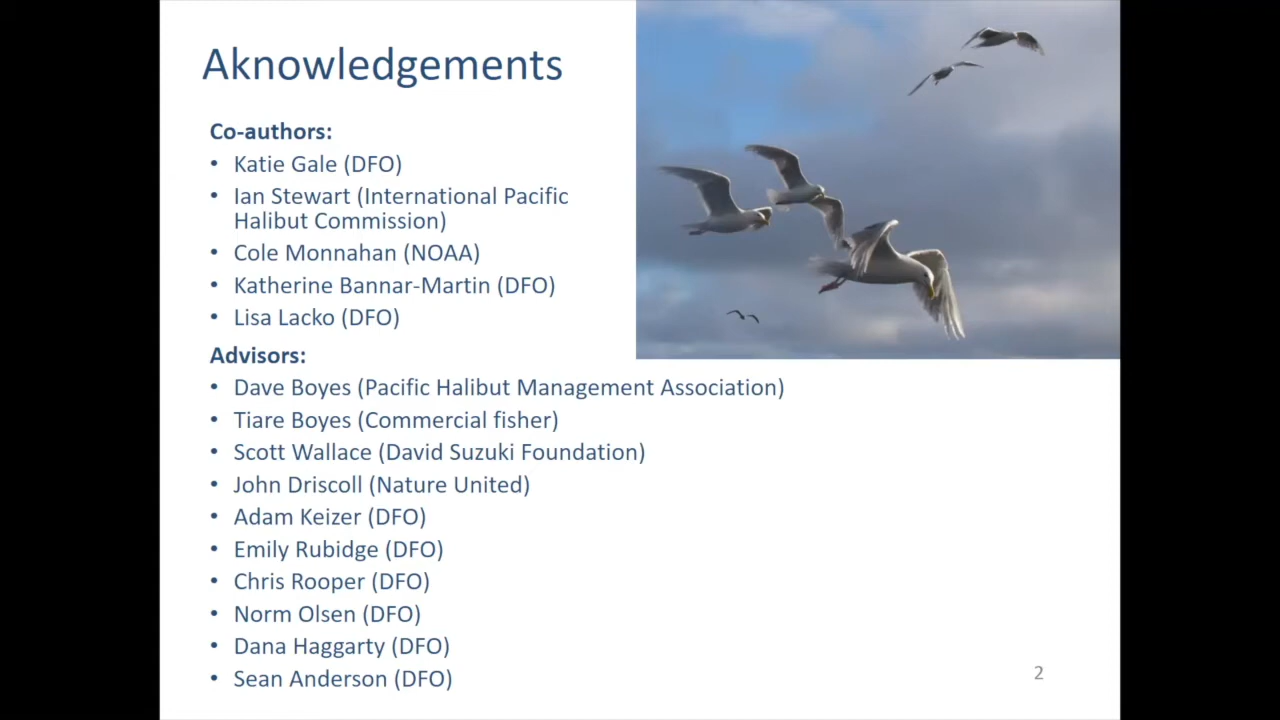 Aknowledgements
Co-authors:
• Katie Gale (DFO)
• Ian Stewart (International Pacific
Halibut Commission)
• Cole Monnahan (NOAA)
• Katherine Bannar-Martin (DFO)
• Lisa Lacko (DFO)
Advisors:
• Dave Boyes (Pacific Halibut Management Association)
• Tiare Boyes (Commercial fisher)
• Scott Wallace (David Suzuki Foundation)
• John Driscoll (Nature United)
• Adam Keizer (DFO)
• Emily Rubidge (DFO)
• Chris Rooper (DFO)
• Norm Olsen (DFO)
• Dana Haggarty (DFO)
• Sean Anderson (DFO)
2